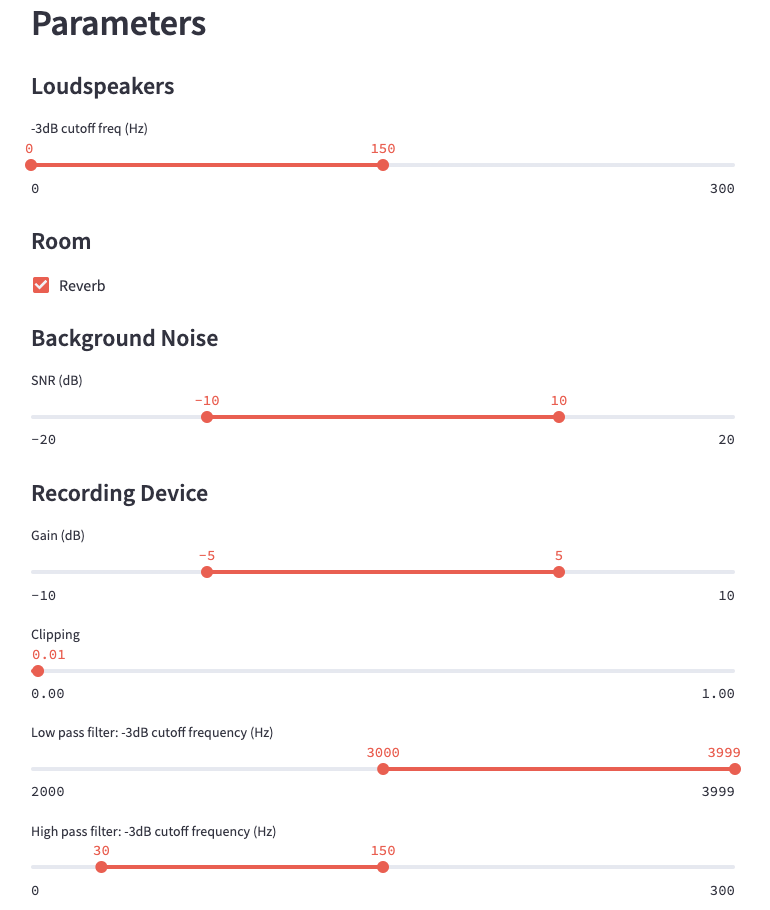 Parameters
Loudspeakers
-3dB cutoff freq (Hz)
0 150
0 300
Room
Reverb
Background Noise
SNR (dB)
−10 10
−20 20
Recording Device
Gain (dB)
−5 5
−10 10
Clipping
0.01
0.00 1.00
Low pass filter: -3dB cutoff frequency (Hz)
3000 3999
2000 3999
High pass filter: -3dB cutoff frequency (Hz)
30 150
0 300